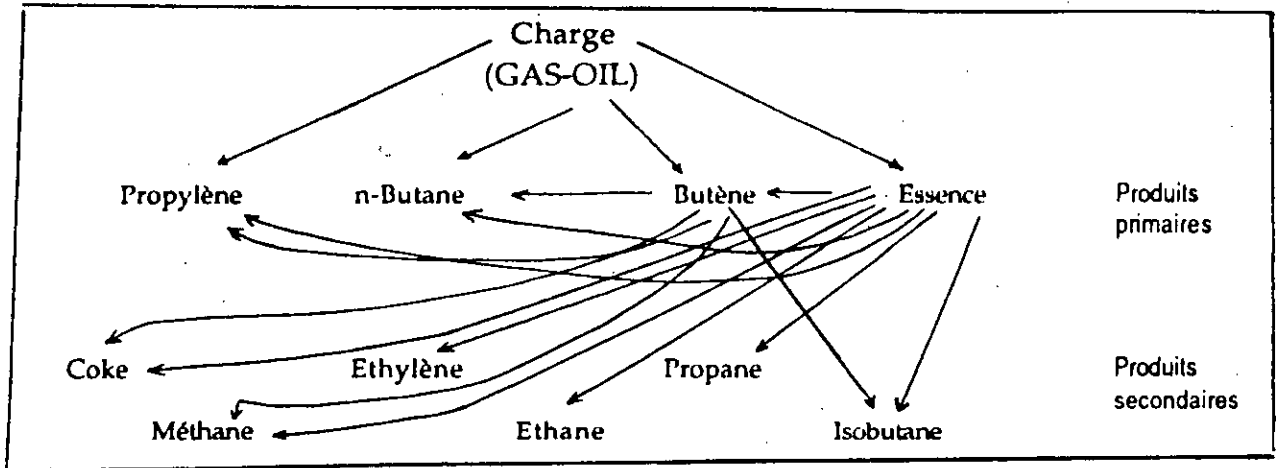 Charge
(GAS-OIL)
Propylène n-Butane Butène Essence Produits
primaires
Coke Ethylène Propane Produits
secondaires
Méthane Ethane Isobutane